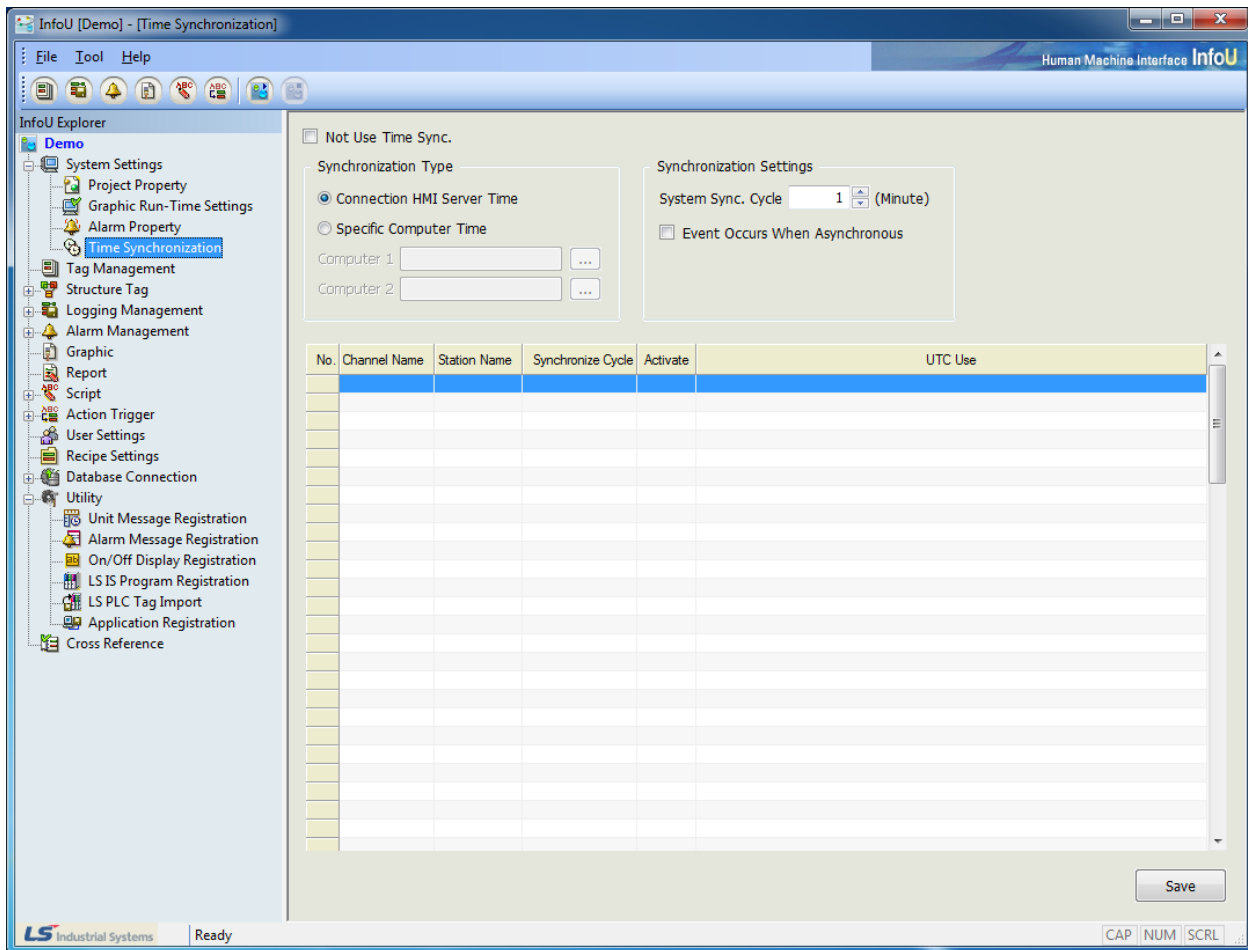 InfoU [Demo] - [Time Synchronization]
File Tool Help
Human Machine Interface InfoU
InfoU Explorer
Demo
System Settings
Project Property
Graphic Run-Time Settings
Alarm Property
Time Synchronization
Tag Management
Structure Tag
Logging Management
Alarm Management
Graphic
Report
Script
Action Trigger
User Settings
Recipe Settings
Database Connection
Utility
Unit Message Registration
Alarm Message Registration
On/Off Display Registration
LS IS Program Registration
LS PLC Tag Import
Application Registration
Cross Reference
Not Use Time Sync.
Synchronization Type
Connection HMI Server Time
Specific Computer Time
Computer 1 ...
Computer 2 ...
Synchronization Settings
System Sync. Cycle 1 (Minute)
Event Occurs When Asynchronous
No. Channel Name Station Name Synchronize Cycle Activate UTC Use
Save
LS Industrial Systems Ready CAP NUM SCRL